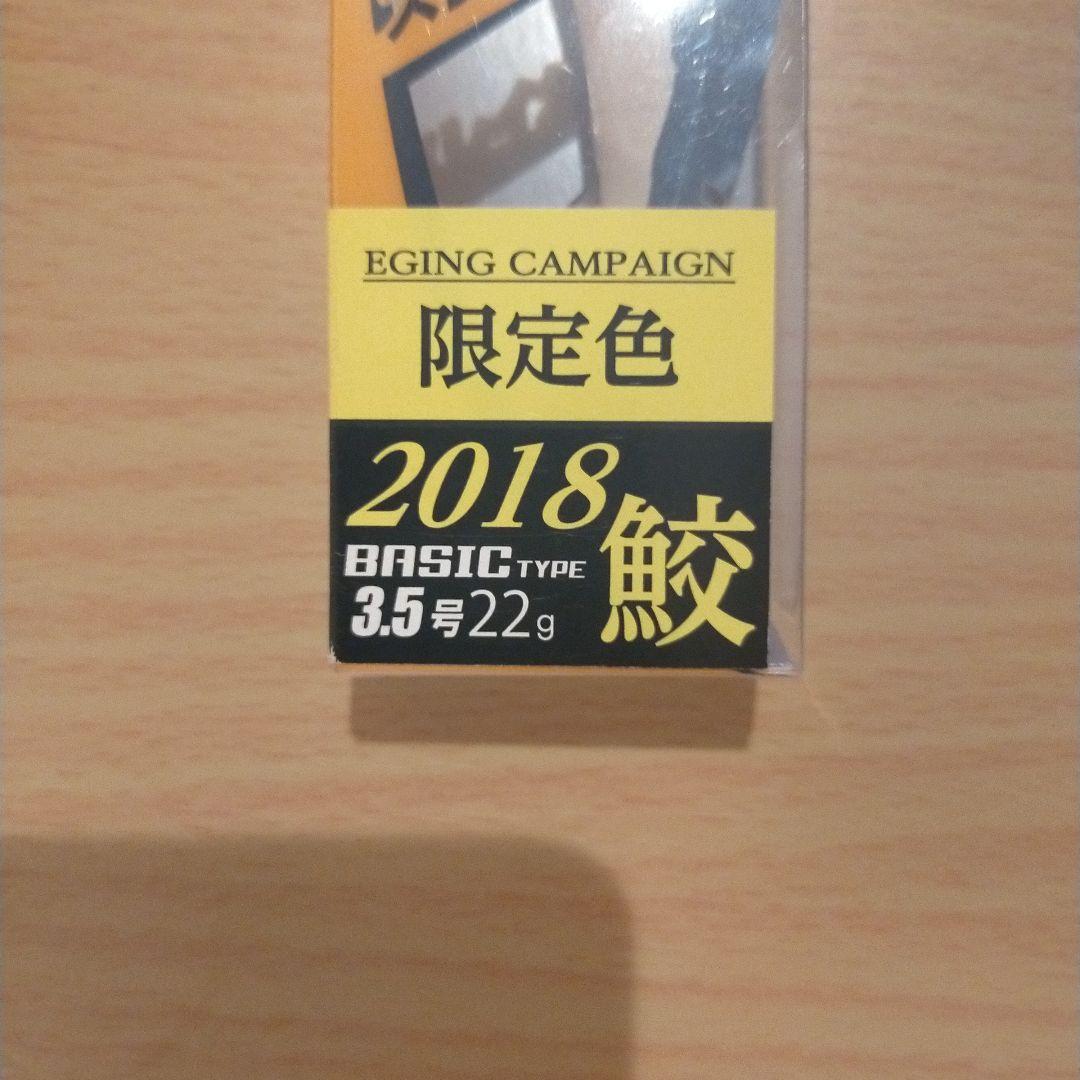 EGING CAMPAIGN
限定色
2018
鮫
BASIC TYPE
3.5号22g